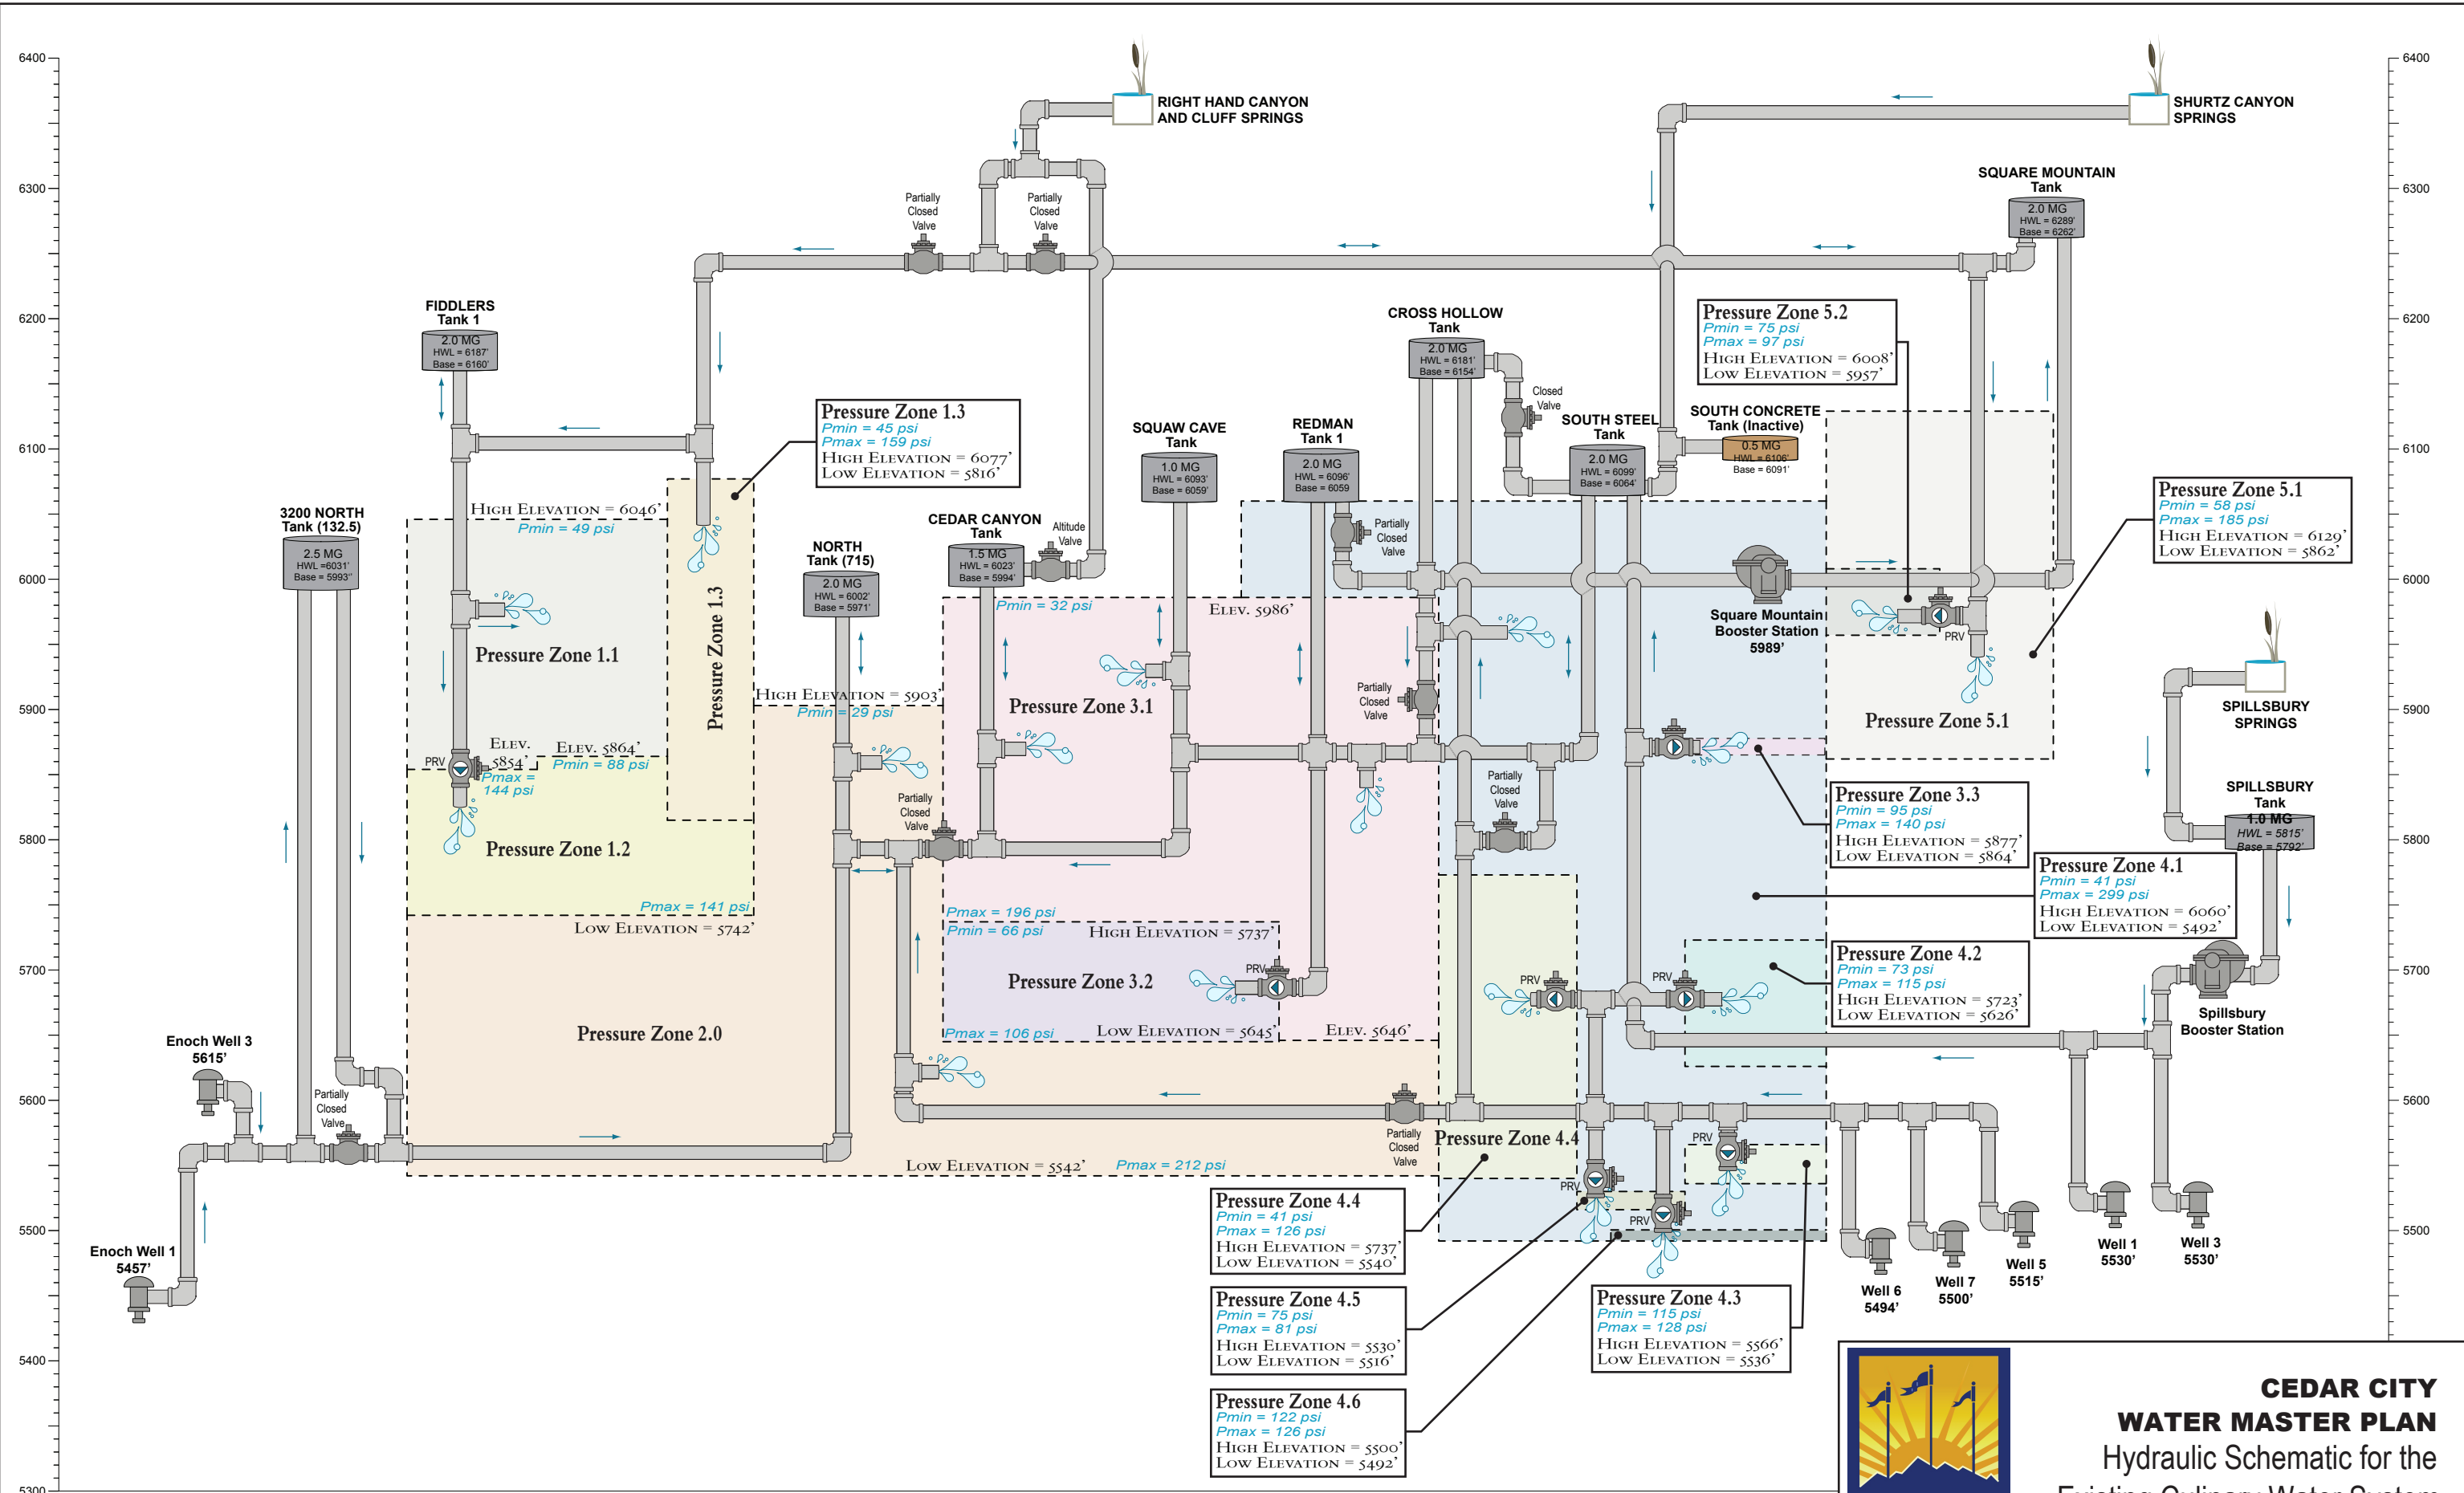 6400
6300
6200
6100
6000
5900
5800
5700
5600
5500
5400
5300
6400
6300
6200
6100
6000
5900
5800
5700
5600
5500
RIGHT HAND CANYON
AND CLUFF SPRINGS
SHURTZ CANYON
SPRINGS
SQUARE MOUNTAIN
Tank
2.0 MG
HWL = 6289'
Base = 6262'
Partially
Closed
Valve
Partially
Closed
Valve
FIDDLERS
Tank 1
2.0 MG
HWL = 6187'
Base = 6160'
CROSS HOLLOW
Tank
2.0 MG
HWL = 6181'
Base = 6154'
Closed
Valve
Pressure Zone 5.2
Pmin = 75 psi
Pmax = 97 psi
High Elevation = 6008'
Low Elevation = 5957'
Pressure Zone 1.3
Pmin = 45 psi
Pmax = 159 psi
High Elevation = 6077'
Low Elevation = 5816'
SQUAW CAVE
Tank
1.0 MG
HWL = 6093'
Base = 6059'
REDMAN
Tank 1
2.0 MG
HWL = 6096'
Base = 6059
SOUTH STEEL
Tank
2.0 MG
HWL = 6099'
Base = 6064'
SOUTH CONCRETE
Tank (Inactive)
0.5 MG
HWL = 6106'
Base = 6091'
Pressure Zone 5.1
Pmin = 58 psi
Pmax = 185 psi
High Elevation = 6129'
Low Elevation = 5862'
3200 NORTH
Tank (132.5)
2.5 MG
HWL =6031'
Base = 5993''
High Elevation = 6046'
Pmin = 49 psi
NORTH
Tank (715)
2.0 MG
HWL = 6002'
Base = 5971'
CEDAR CANYON
Tank
1.5 MG
HWL = 6023'
Base = 5994'
Altitude
Valve
Partially
Closed
Valve
Pressure Zone 1.1
Pressure Zone 1.3
Pmin = 32 psi
Elev. 5986'
Square Mountain
Booster Station
5989'
PRV
High Elevation = 5903'
Pmin = 29 psi
Pressure Zone 3.1
Partially
Closed
Valve
Pressure Zone 5.1
SPILLSBURY
SPRINGS
PRV
Elev.
5854'
Elev. 5864'
Pmin = 88 psi
Pmax =
144 psi
Pressure Zone 1.2
Pmax = 141 psi
Low Elevation = 5742'
Partially
Closed
Valve
Partially
Closed
Valve
Pressure Zone 3.3
Pmin = 95 psi
Pmax = 140 psi
High Elevation = 5877'
Low Elevation = 5864'
SPILLSBURY
Tank
1.0 MG
HWL = 5815'
Base = 5792'
Pressure Zone 4.1
Pmin = 41 psi
Pmax = 299 psi
High Elevation = 6060'
Low Elevation = 5492'
Pmax = 196 psi
Pmin = 66 psi
High Elevation = 5737'
Pressure Zone 3.2
PRV
Pmax = 106 psi
Low Elevation = 5645'
Elev. 5646'
PRV
PRV
Pressure Zone 4.2
Pmin = 73 psi
Pmax = 115 psi
High Elevation = 5723'
Low Elevation = 5626'
Spillsbury
Booster Station
Pressure Zone 2.0
Enoch Well 3
5615'
Partially
Closed
Valve
Partially
Closed
Valve
Pressure Zone 4.4
PRV
Low Elevation = 5542'
Pmax = 212 psi
PRV
PRV
Enoch Well 1
5457'
Pressure Zone 4.4
Pmin = 41 psi
Pmax = 126 psi
High Elevation = 5737'
Low Elevation = 5540'
Pressure Zone 4.5
Pmin = 75 psi
Pmax = 81 psi
High Elevation = 5530'
Low Elevation = 5516'
Pressure Zone 4.3
Pmin = 115 psi
Pmax = 128 psi
High Elevation = 5566'
Low Elevation = 5536'
Pressure Zone 4.6
Pmin = 122 psi
Pmax = 126 psi
High Elevation = 5500'
Low Elevation = 5492'
Well 6
5494'
Well 7
5500'
Well 5
5515'
Well 1
5530'
Well 3
5530'
CEDAR CITY
WATER MASTER PLAN
Hydraulic Schematic for the
Existing Culinary Water System